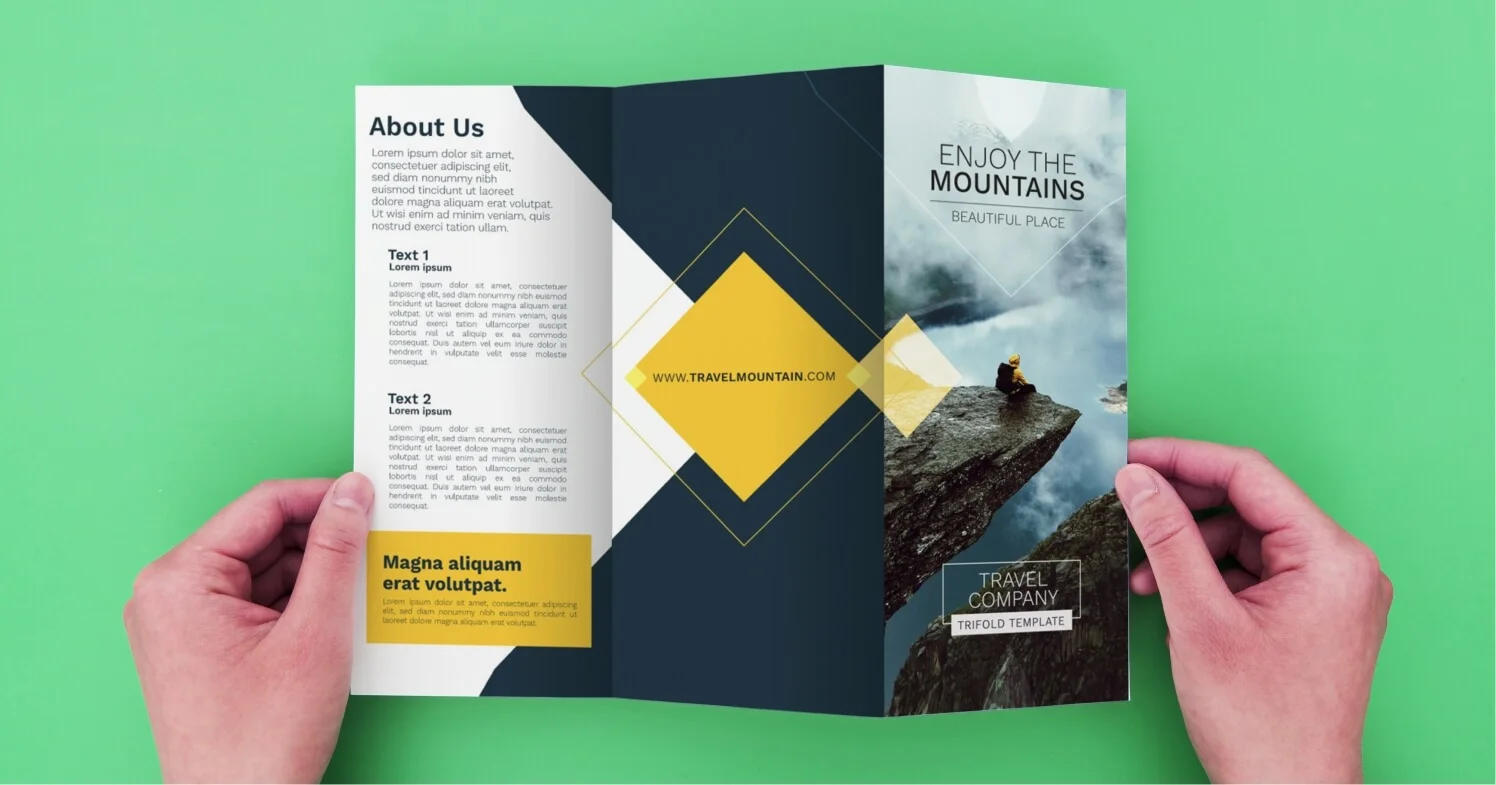 About Us
Lorem ipsum dolor sit amet,
consectetuer adipiscing elit,
sed diam nonummy nibh
euismod tincidunt ut laoreet
dolore magna aliquam erat volutpat.
Ut wisi enim ad minim veniam, quis
nostrud exerci tation ullam.
Text 1
Lorem ipsum
Lorem ipsum dolor sit amet, consectetuer
adipiscing elit, sed diam nonummy nibh euismod
tincidunt ut laoreet dolore magna aliquam erat
volutpat. Ut wisi enim ad minim veniam, quis
nostrud exerci tation ullamcorper suscipit
lobortis nisl ut aliquip ex ea commodo
consequat. Duis autem vel eum iriure dolor in
hendrerit in vulputate velit esse molestie
consequat.
Text 2
Lorem ipsum
Lorem ipsum dolor sit amet, consectetuer
adipiscing elit, sed diam nonummy nibh euismod
tincidunt ut laoreet dolore magna aliquam erat
volutpat. Ut wisi enim ad minim veniam, quis
nostrud exerci tation ullamcorper suscipit
lobortis nisl ut aliquip ex ea commodo
consequat. Duis autem vel eum iriure dolor in
hendrerit in vulputate velit esse molestie
consequat.
Magna aliquam
erat volutpat.
Lorem ipsum dolor sit amet, consectetuer adipiscing
elit, sed diam nonummy nibh euismod tincidunt ut
laoreet dolore magna aliquam erat volutpat.
WWW.TRAVELMOUNTAIN.COM
ENJOY THE
MOUNTAINS
BEAUTIFUL PLACE
TRAVEL
COMPANY
TRIFOLD TEMPLATE